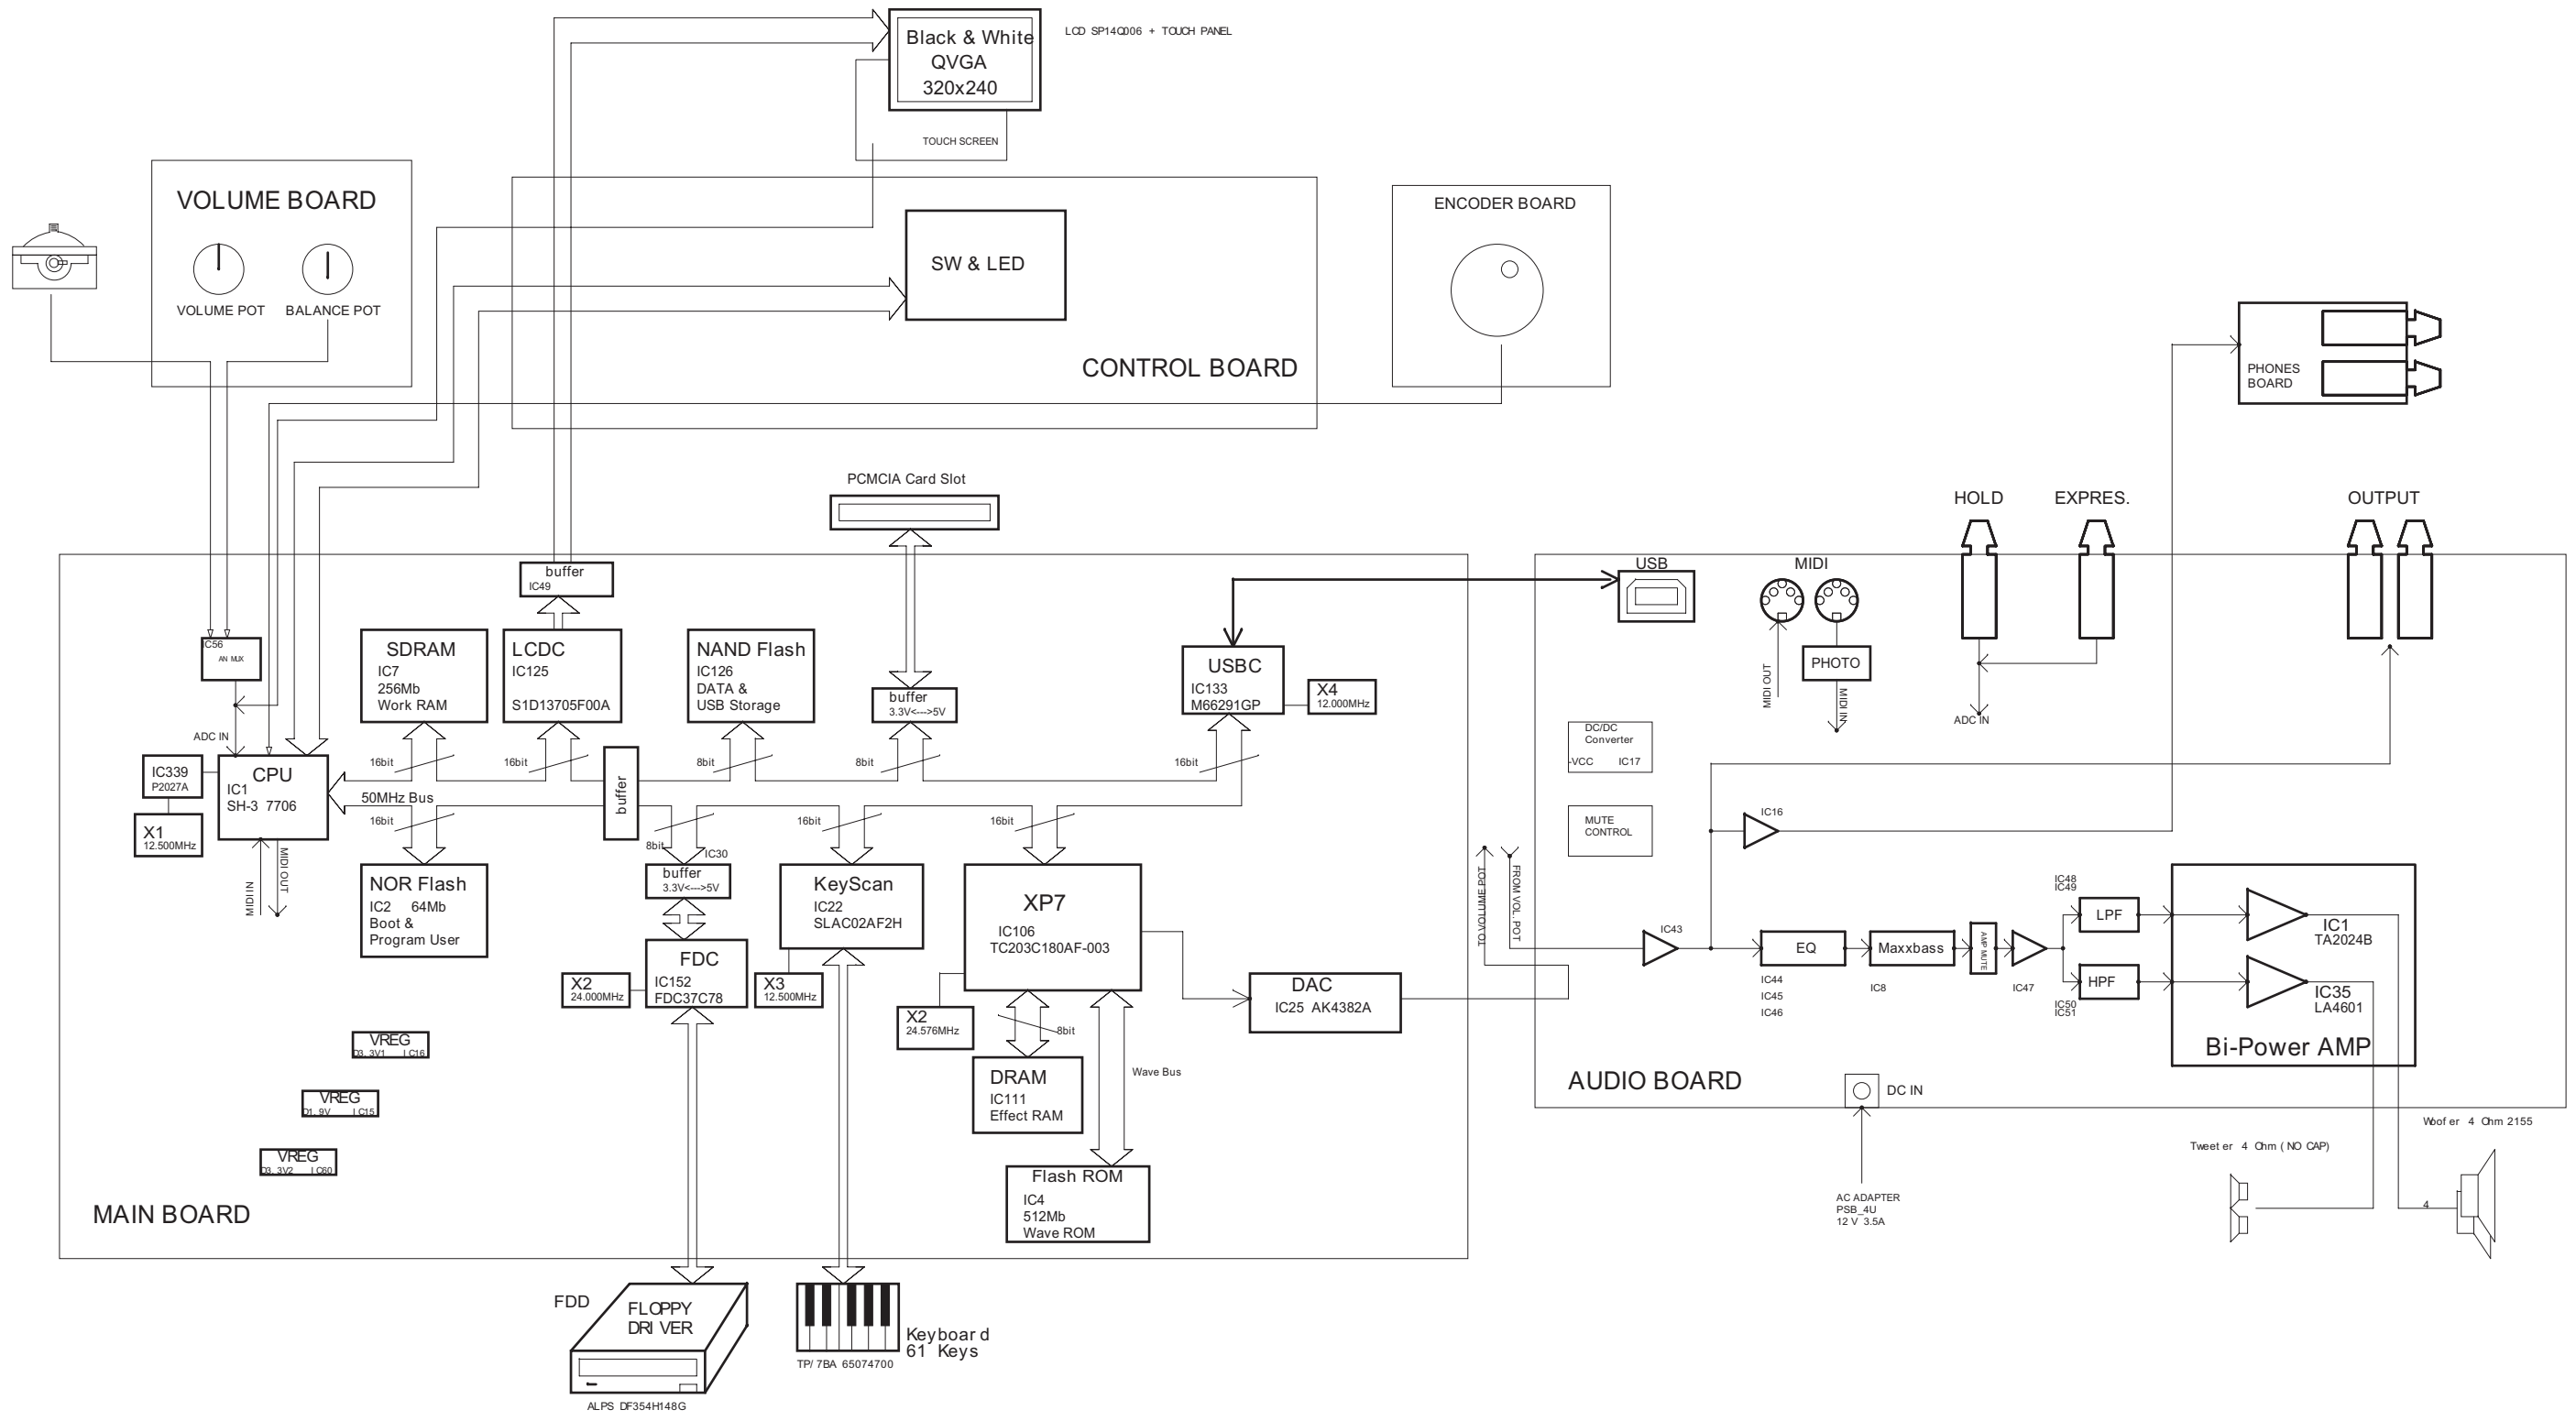 Black & White
QVGA
320x240
LCD SP14Q006 + TOUCH PANEL
TOUCH SCREEN
VOLUME BOARD
VOLUME POT
BALANCE POT
SW & LED
CONTROL BOARD
ENCODER BOARD
PHONES
BOARD
PCMCIA Card Slot
HOLD
EXPRES.
OUTPUT
buffer
IC49
USB
MIDI
IC56
AN MUX
SDRAM
IC7
256Mb
Work RAM
LCDC
IC125
S1D13705F00A
NAND Flash
IC126
DATA &
USB Storage
buffer
3.3V<--->5V
USBC
IC133
M66291GP
X4
12.000MHz
MIDI OUT
PHOTO
MIDI IN
ADC IN
DC/DC
Converter
-VCC IC17
ADC IN
16bit
16bit
8bit
8bit
16bit
IC339
P2027A
CPU
IC1
SH-3 7706
50MHz Bus
buffer
X1
12.500MHz
16bit
8bit
16bit
16bit
IC30
MIDI IN
MIDI OUT
NOR Flash
IC2 64Mb
Boot &
Program User
buffer
3.3V<--->5V
KeyScan
IC22
SLAC02AF2H
XP7
IC106
TC203C180AF-003
FDC
IC152
FDC37C78
X2
24.000MHz
X3
12.500MHz
X2
24.576MHz
8bit
DAC
IC25 AK4382A
DRAM
IC111
Effect RAM
Wave Bus
Flash ROM
IC4
512Mb
Wave ROM
VREG
D3. 3V1 IC16
VREG
D1. 9V IC15
VREG
D3. 3V2 IC60
MAIN BOARD
MUTE
CONTROL
IC16
TO VOLUME POT
FROM VOL. POT
IC43
EQ
IC44
IC45
IC46
Maxxbass
IC8
AMP MUTE
IC47
IC48
IC49
LPF
HPF
IC50
IC51
IC1
TA2024B
IC35
LA4601
Bi-Power AMP
AUDIO BOARD
DC IN
AC ADAPTER
PSB_4U
12 V 3.5A
Woofer 4 Ohm 2155
Tweeter 4 Ohm (NO CAP)
4
FDD
FLOPPY
DRIVER
ALPS DF354H148G
Keyboard
61 Keys
TP/7BA 65074700